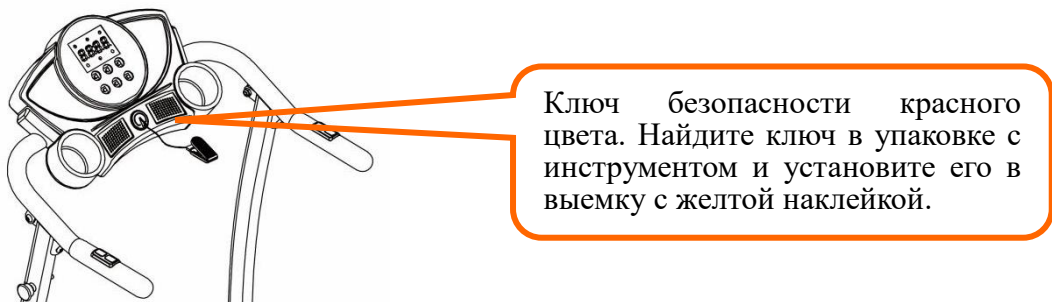 Ключ безопасности красного
цвета. Найдите ключ в упаковке с
инструментом и установите его в
выемку с желтой наклейкой.